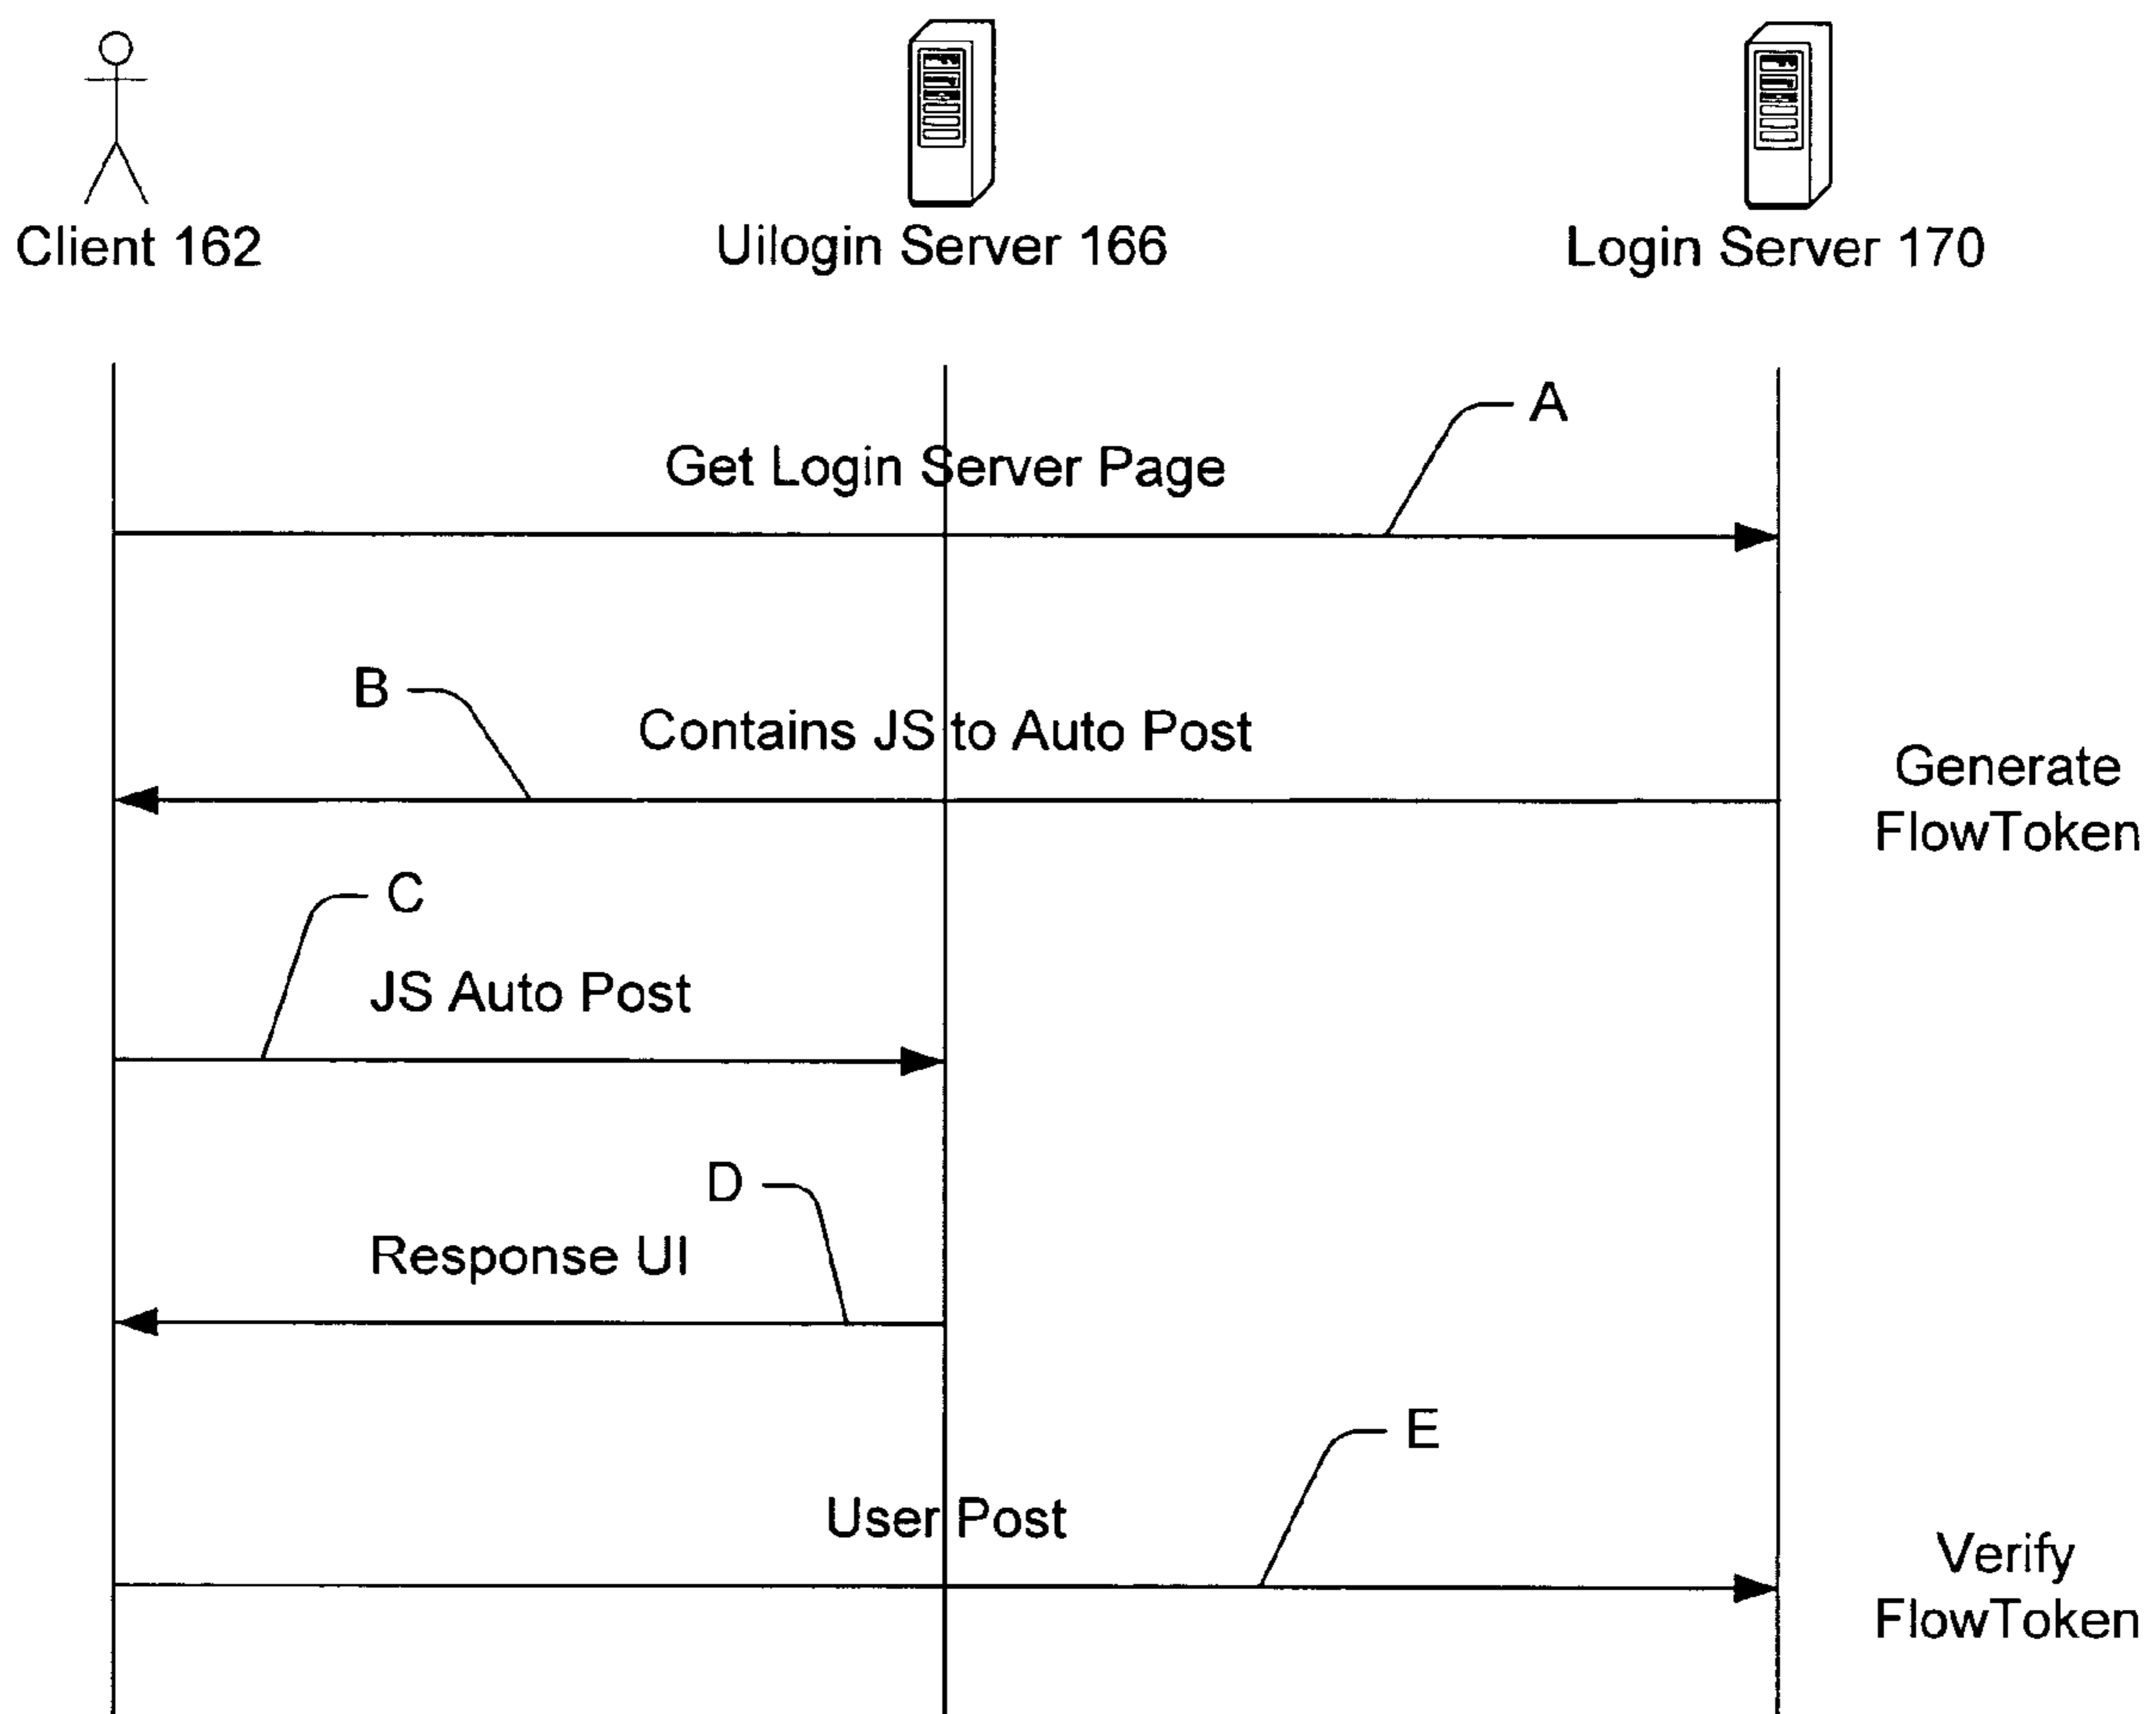 Client 162
Uilogin Server 166
Login Server 170
A
Get Login Server Page
B
Contains JS to Auto Post
Generate
FlowToken
C
JS Auto Post
D
Response UI
E
User Post
Verify
FlowToken